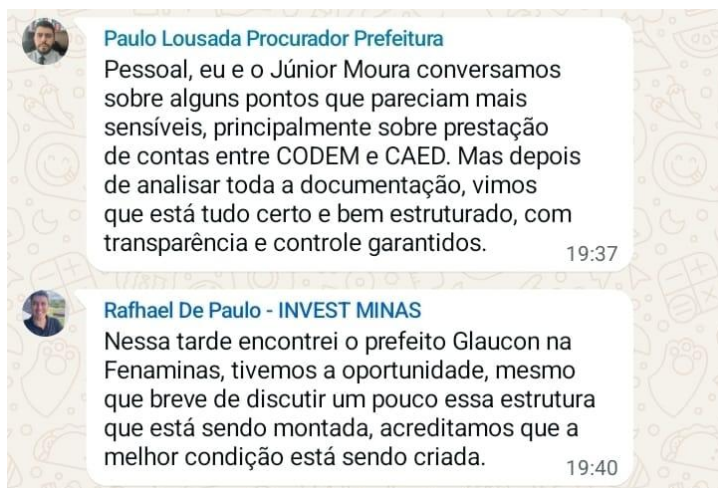 Paulo Lousada Procurador Prefeitura
Pessoal, eu e o Júnior Moura conversamos
sobre alguns pontos que pareciam mais
sensíveis, principalmente sobre prestação
de contas entre CODEM e CAED. Mas depois
de analisar toda a documentação, vimos
que está tudo certo e bem estruturado, com
transparência e controle garantidos.
19:37
Rafhael De Paulo - INVEST MINAS
Nessa tarde encontrei o prefeito Glaucon na
Fenaminas, tivemos a oportunidade, mesmo
que breve de discutir um pouco essa estrutura
que está sendo montada, acreditamos que a
melhor condição está sendo criada.
19:40